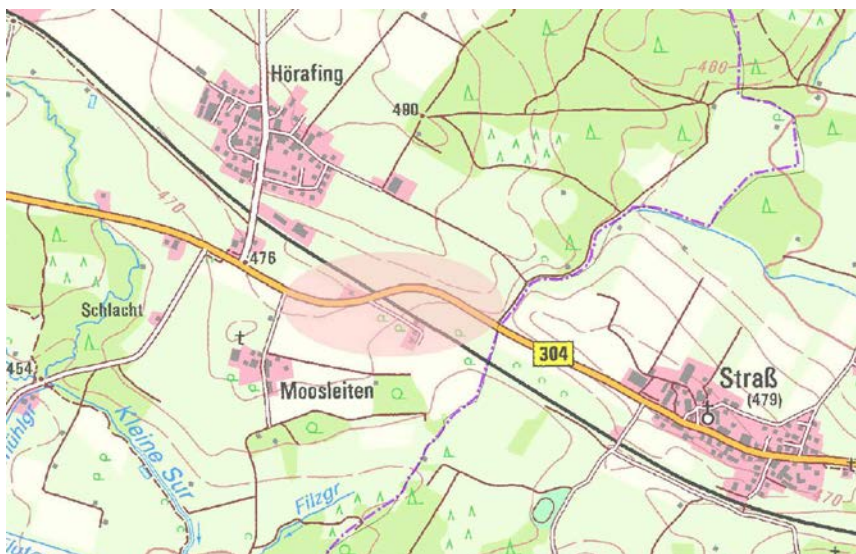 Hörafing
480
480
470
476
Schlacht
454
Moosleiten
304
Straß
(479)
Kleine Sur
Filzgr
470